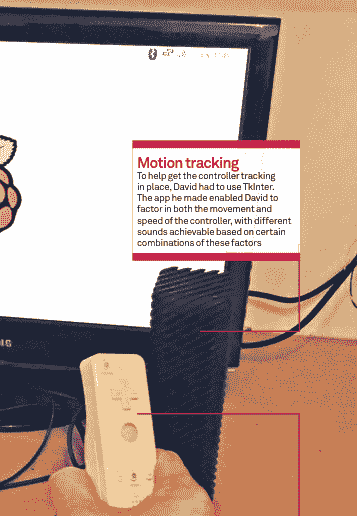 Motion tracking
To help get the controller tracking
in place, David had to use TkInter.
The app he made enabled David to
factor in both the movement and
speed of the controller, with different
sounds achievable based on certain
combinations of these factors